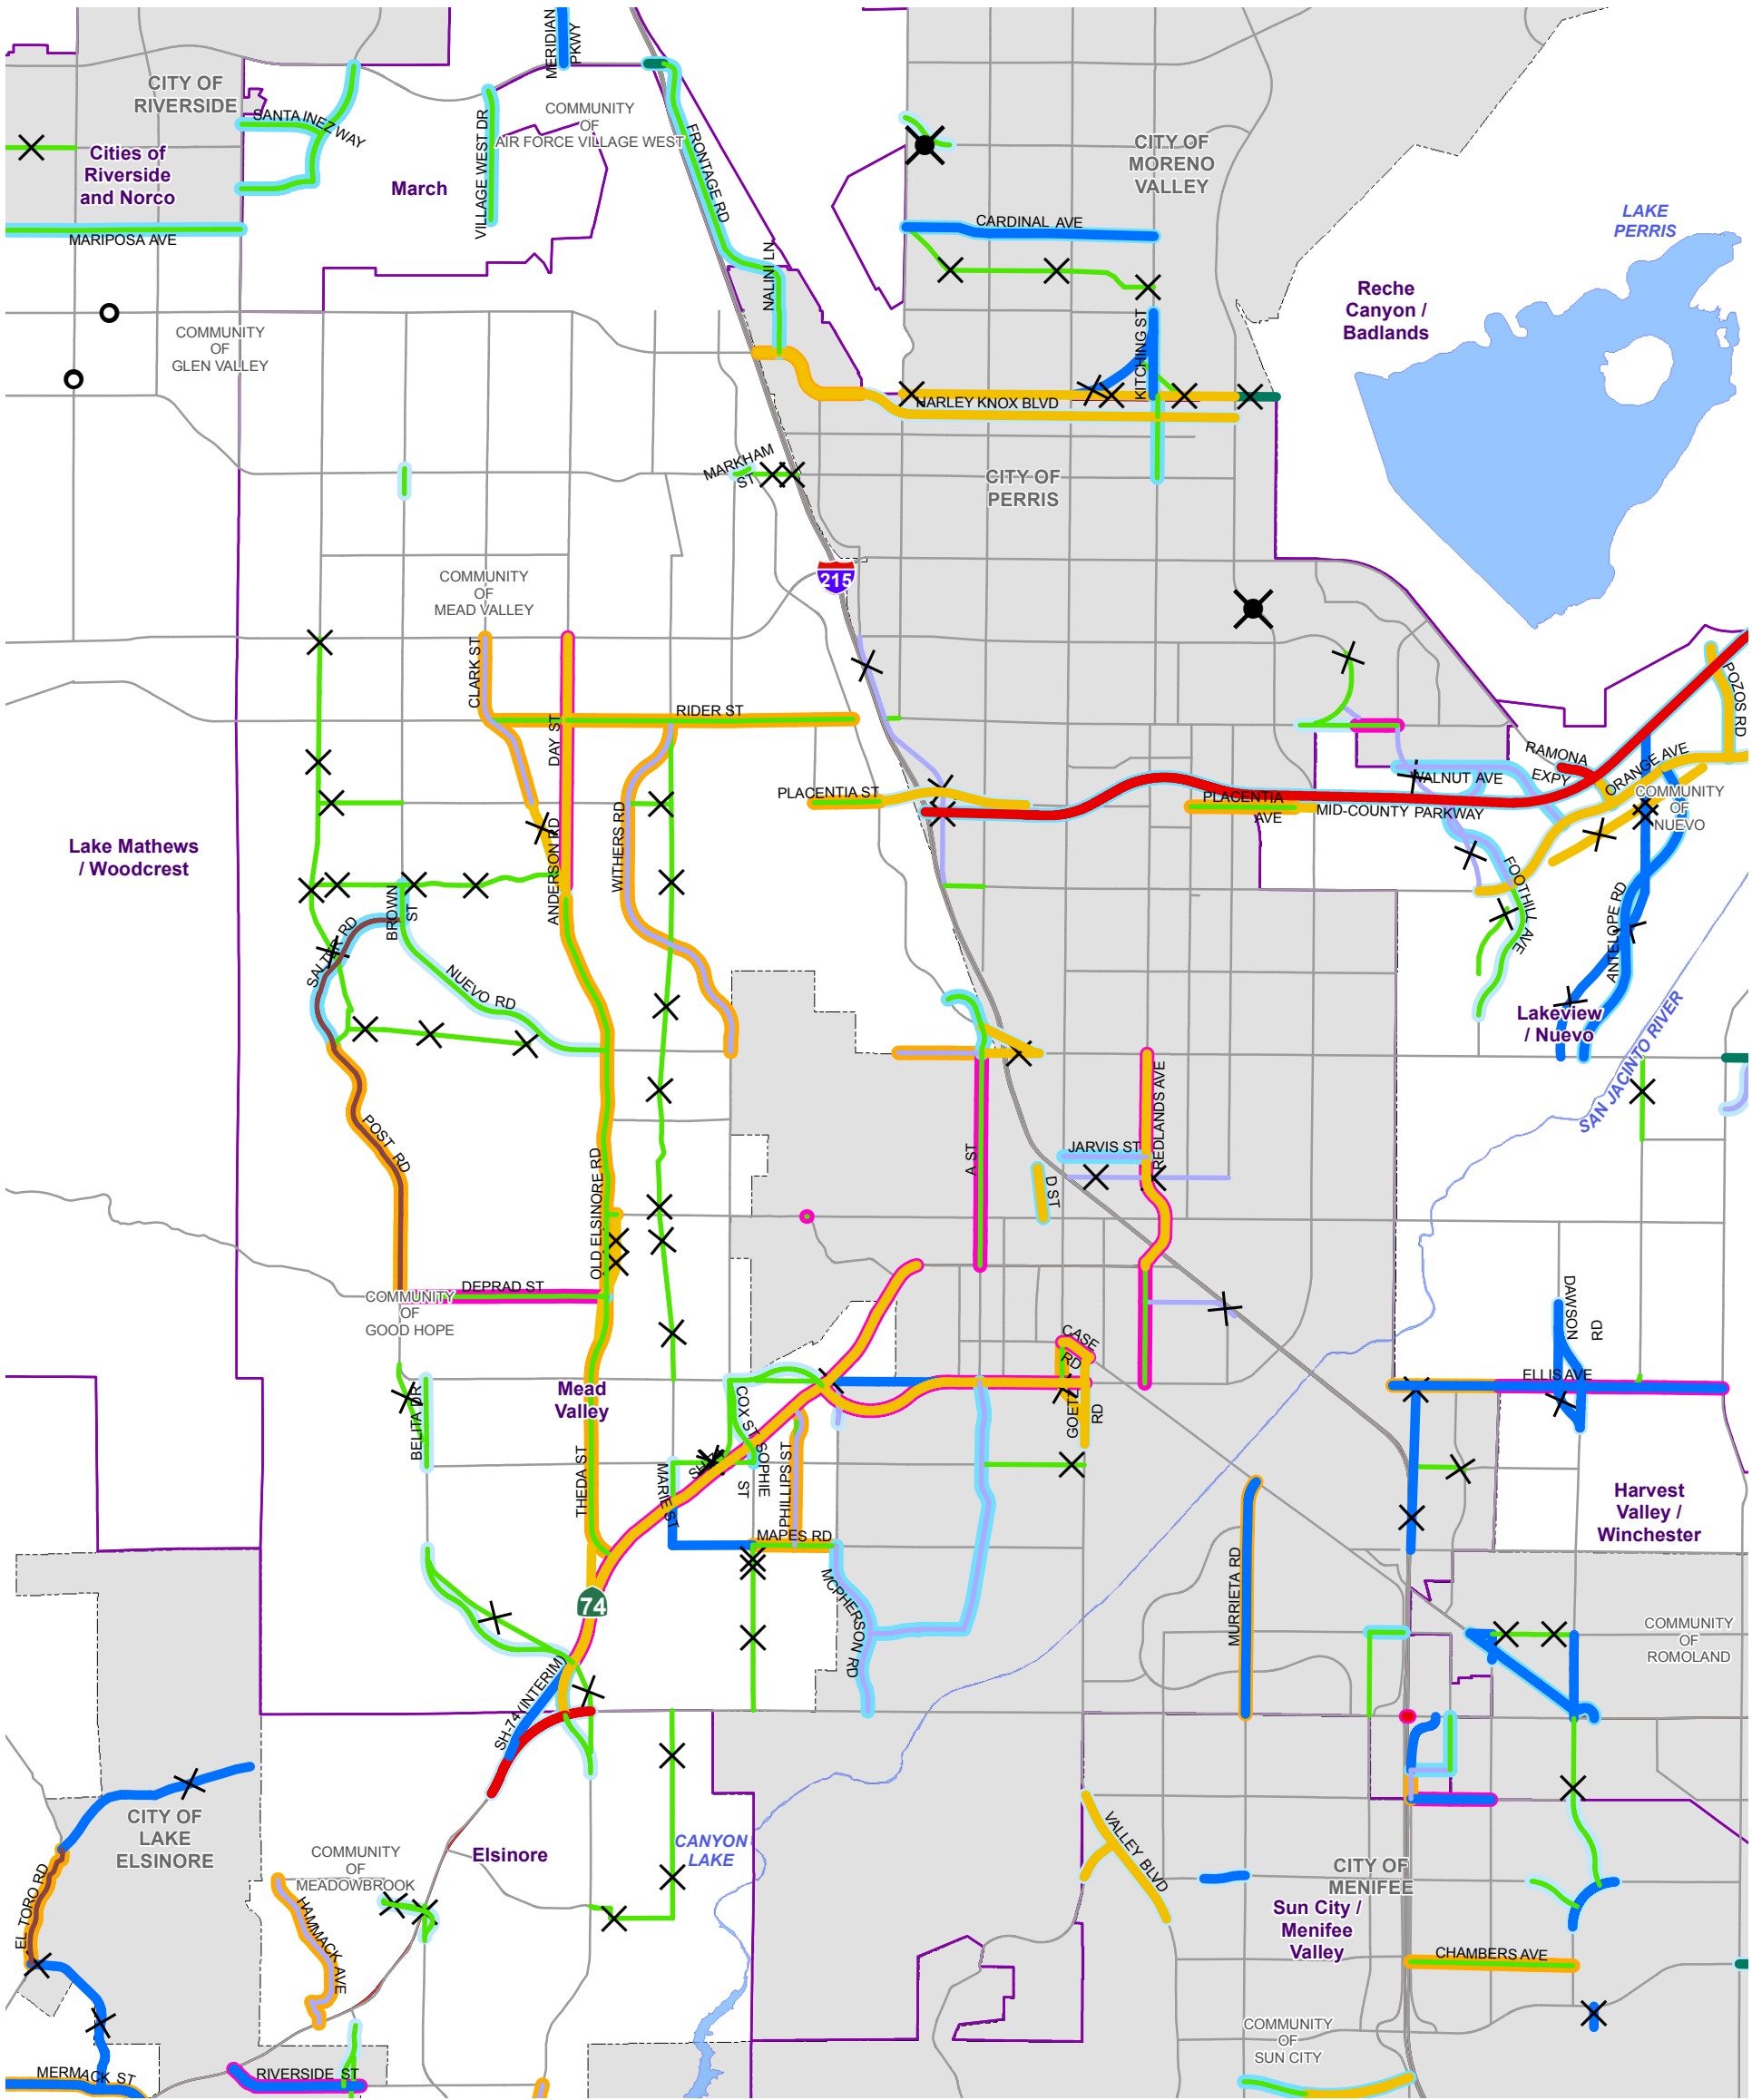 MERIDIAN
PKWY
CITY OF
RIVERSIDE
SANTA INEZ WAY
Cities of
Riverside
and Norco
March
VILLAGE WEST DR
COMMUNITY
OF
AIR FORCE VILLAGE WEST
FRONTAGE RD
CITY OF
MORENO
VALLEY
MARIPOSA AVE
CARDINAL AVE
LAKE
PERRIS
NALINI LN
Reche
Canyon /
Badlands
COMMUNITY
OF
GLEN VALLEY
KITCHING ST
HARLEY KNOX BLVD
MARKHAM
ST
CITY OF
PERRIS
215
COMMUNITY
OF
MEAD VALLEY
CLARK ST
DAY ST
RIDER ST
POZOS RD
RAMONA
EXPY
ORANGE AVE
WALNUT AVE
PLACENTIA ST
PLACENTIA
AVE
MID-COUNTY PARKWAY
COMMUNITY
OF
NUEVO
Lake Mathews
/ Woodcrest
ANDERSON RD
WITHERS RD
FOOTHILL AVE
ANTELOPE RD
BROWN
ST
SALTER RD
NUEVO RD
Lakeview
/ Nuevo
SAN JACINTO RIVER
POST RD
OLD ELSINORE RD
A ST
JARVIS ST
REDLANDS AVE
D ST
DEPRAD ST
COMMUNITY
OF
GOOD HOPE
DAWSON
RD
CASE
RD
ELLIS AVE
Mead
Valley
BELITA DR
COX ST
GOETZ
RD
THEDA ST
MARIE ST
SOPHIE
ST
PHILLIPS ST
MAPES RD
Harvest
Valley /
Winchester
MURRIETA RD
74
MCPHERSON RD
COMMUNITY
OF
ROMOLAND
SH-74 (INTERIM)
CITY OF
LAKE
ELSINORE
COMMUNITY
OF
MEADOWBROOK
Elsinore
CANYON
LAKE
VALLEY BLVD
CITY OF
MENIFEE
Sun City /
Menifee
Valley
EL TORO RD
HAMMACK AVE
CHAMBERS AVE
COMMUNITY
OF
SUN CITY
MERMACK ST
RIVERSIDE ST